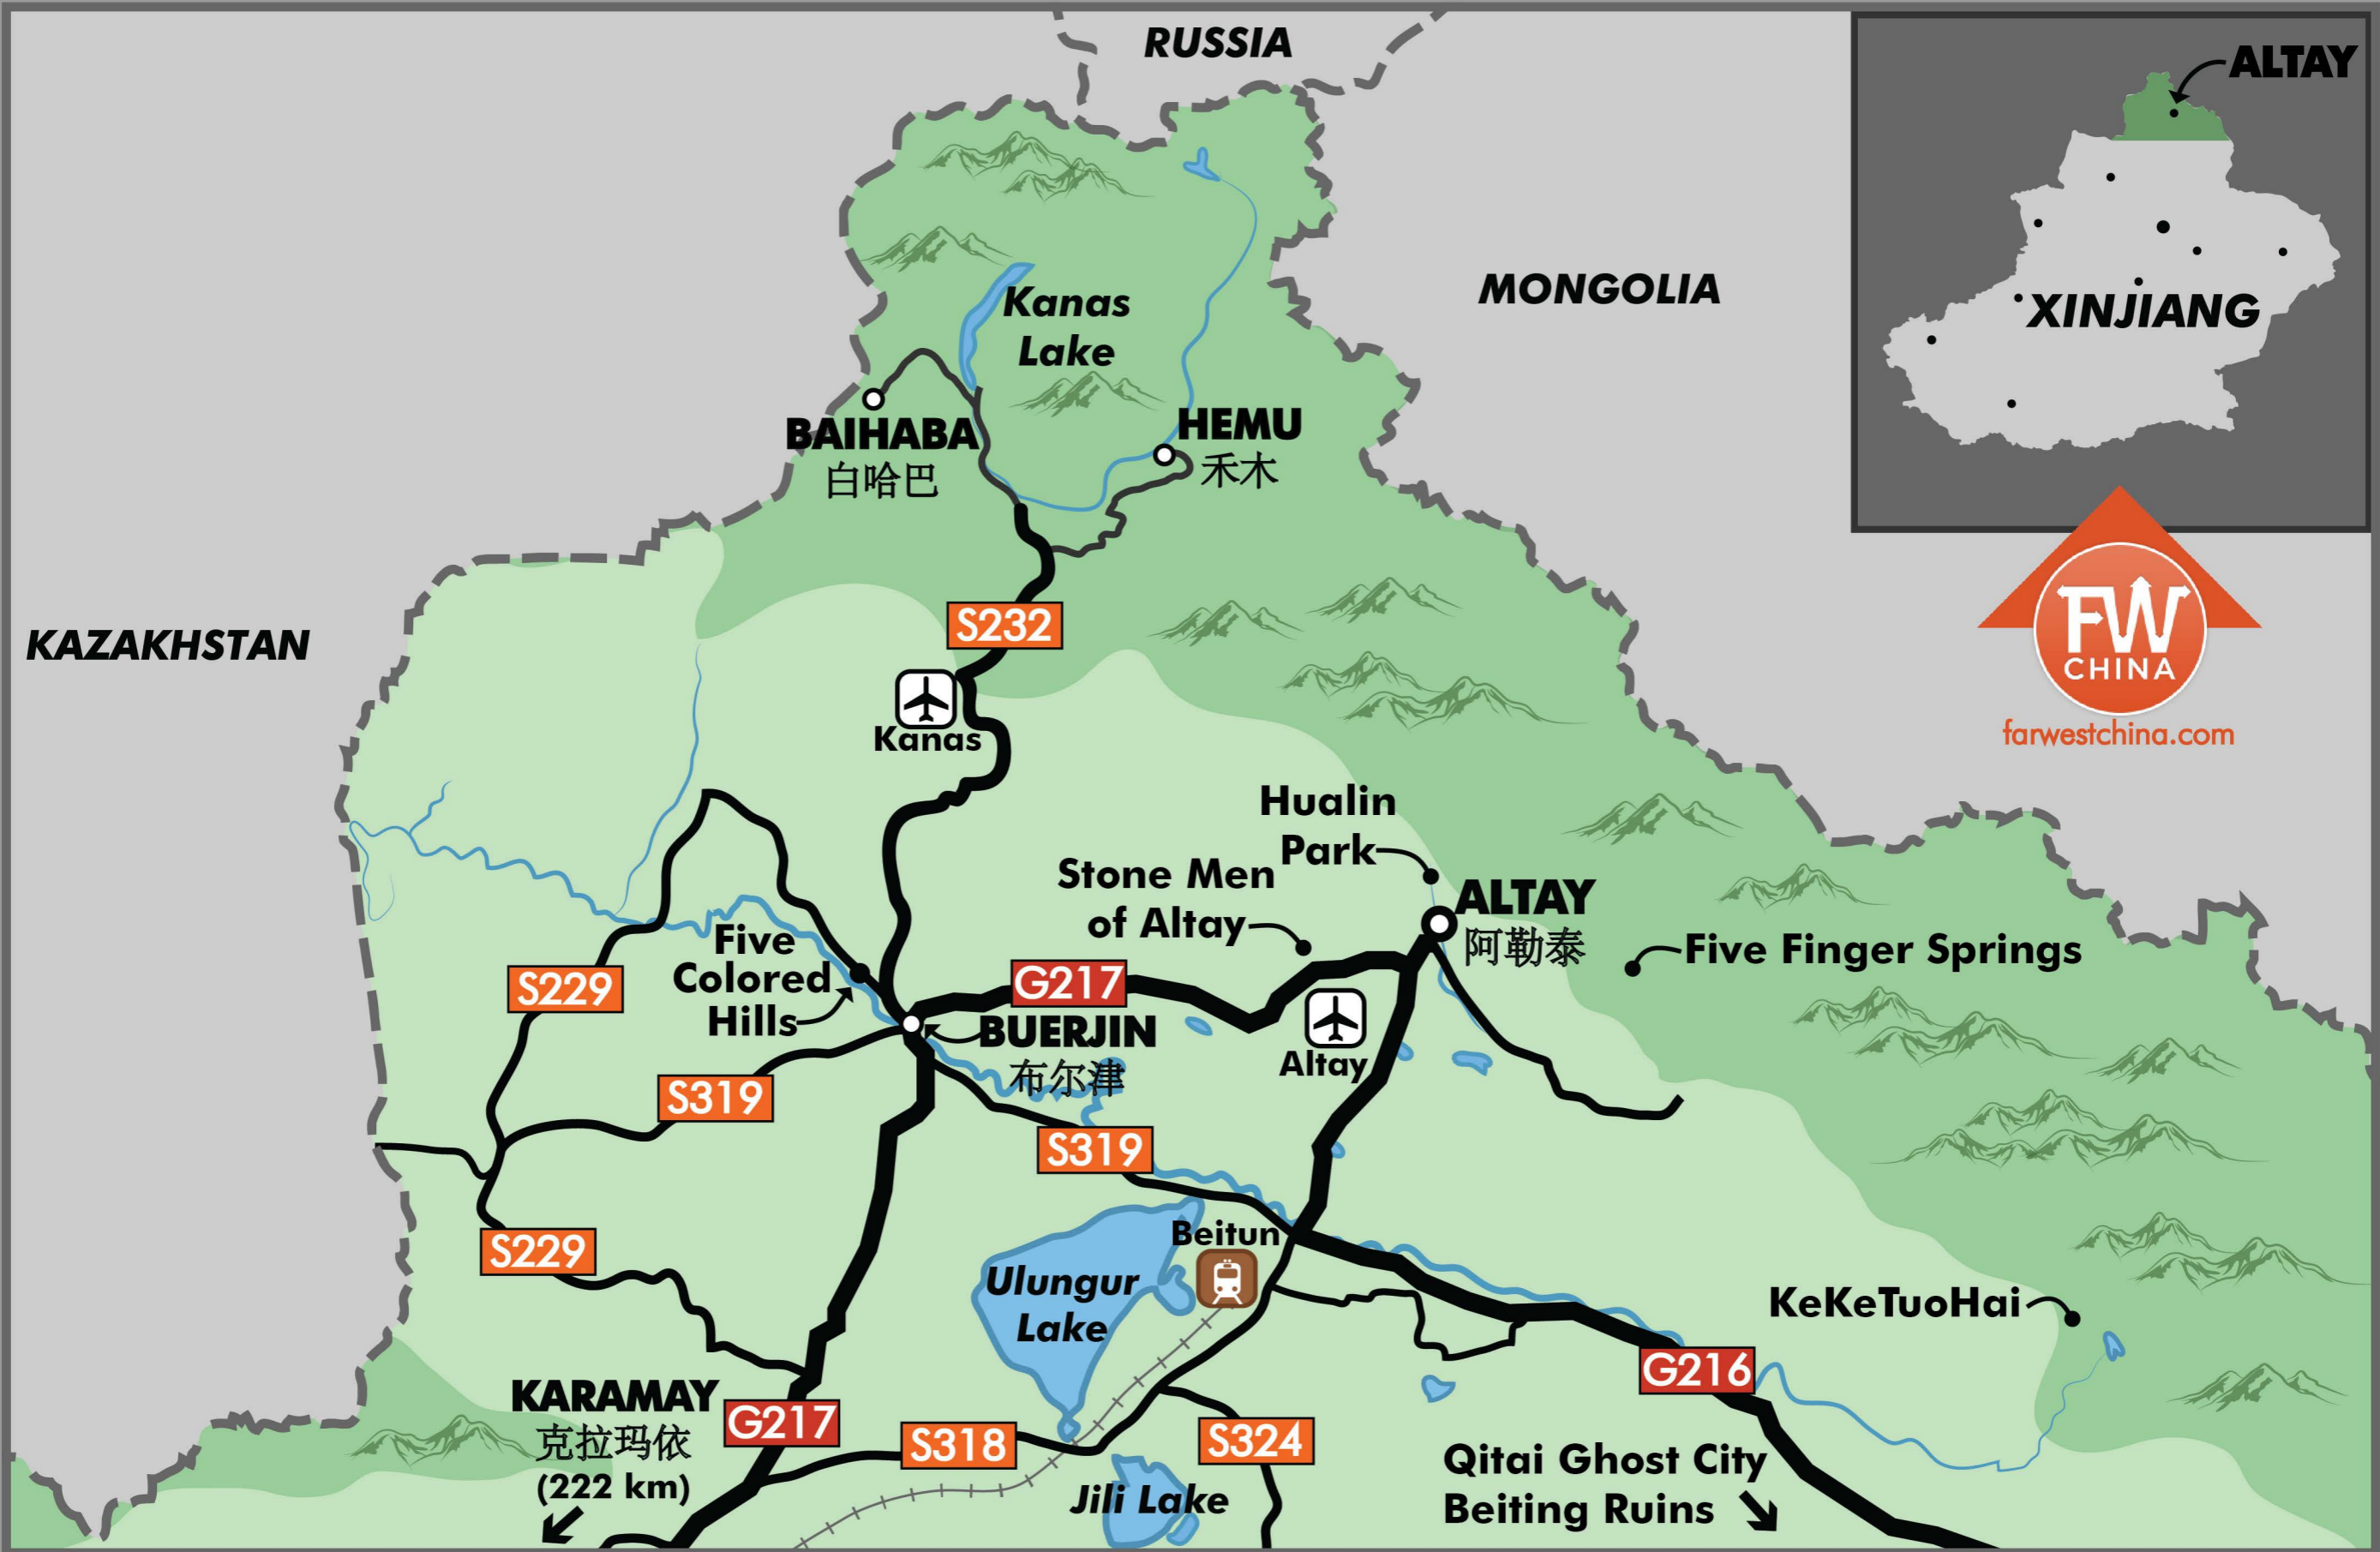 RUSSIA
ALTAY
MONGOLIA
XINJIANG
Kanas
Lake
BAIHABA
白哈巴
HEMU
禾木
KAZAKHSTAN
S232
FW
CHINA
farwestchina.com
Kanas
Hualin
Park
Stone Men
of Altay
ALTAY
阿勒泰
Five Finger Springs
Five
Colored
Hills
S229
G217
BUERJIN
布尔津
Altay
S319
S319
S229
Beitun
Ulungur
Lake
KeKeTuoHai
G216
KARAMAY
克拉玛依
(222 km)
G217
S318
S324
Jili Lake
Qitai Ghost City
Beiting Ruins